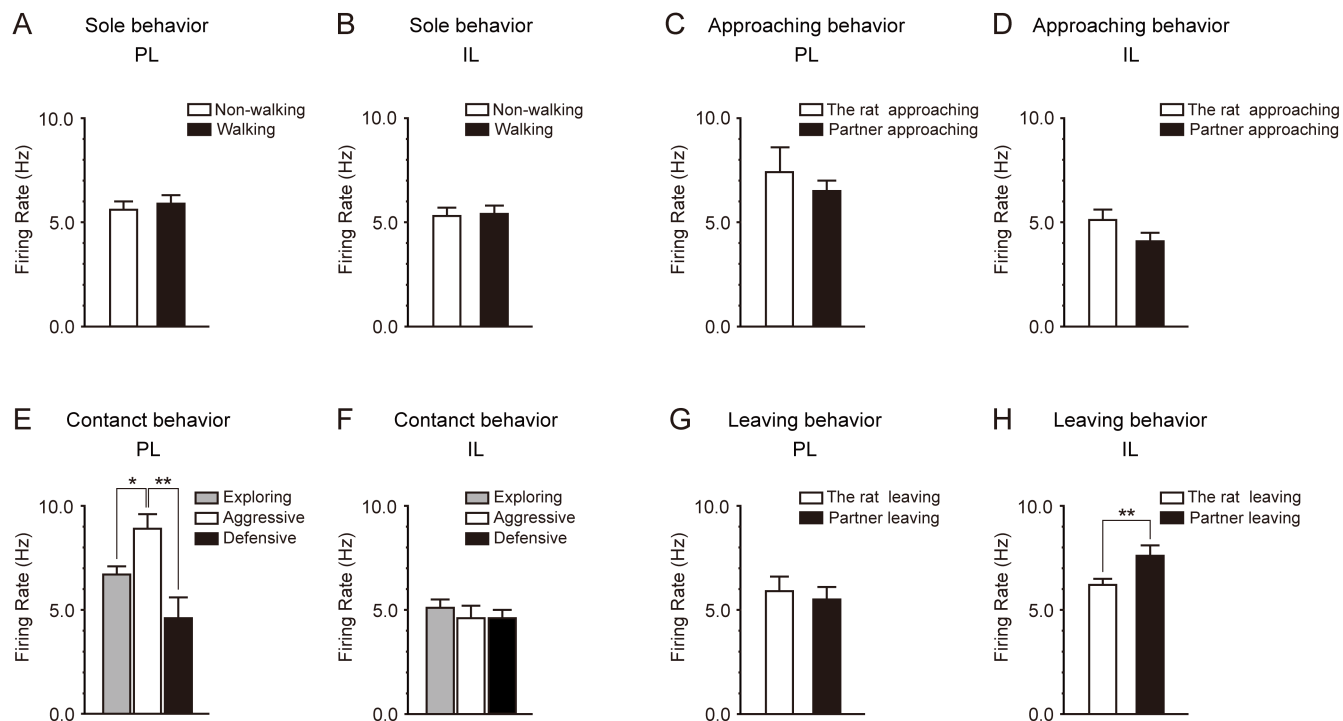 A Sole behavior
PL
Non-walking
Walking
10.0
5.0
0.0
Firing Rate (Hz)
B Sole behavior
IL
Non-walking
Walking
10.0
5.0
0.0
Firing Rate (Hz)
C Approaching behavior
PL
The rat approaching
Partner approaching
10.0
5.0
0.0
Firing Rate (Hz)
D Approaching behavior
IL
The rat approaching
Partner approaching
10.0
5.0
0.0
Firing Rate (Hz)
E Contanct behavior
PL
* **
Exploring
Aggressive
Defensive
10.0
5.0
0.0
Firing Rate (Hz)
F Contanct behavior
IL
Exploring
Aggressive
Defensive
10.0
5.0
0.0
Firing Rate (Hz)
G Leaving behavior
PL
The rat leaving
Partner leaving
10.0
5.0
0.0
Firing Rate (Hz)
H Leaving behavior
IL
The rat leaving
Partner leaving
**
10.0
5.0
0.0
Firing Rate (Hz)